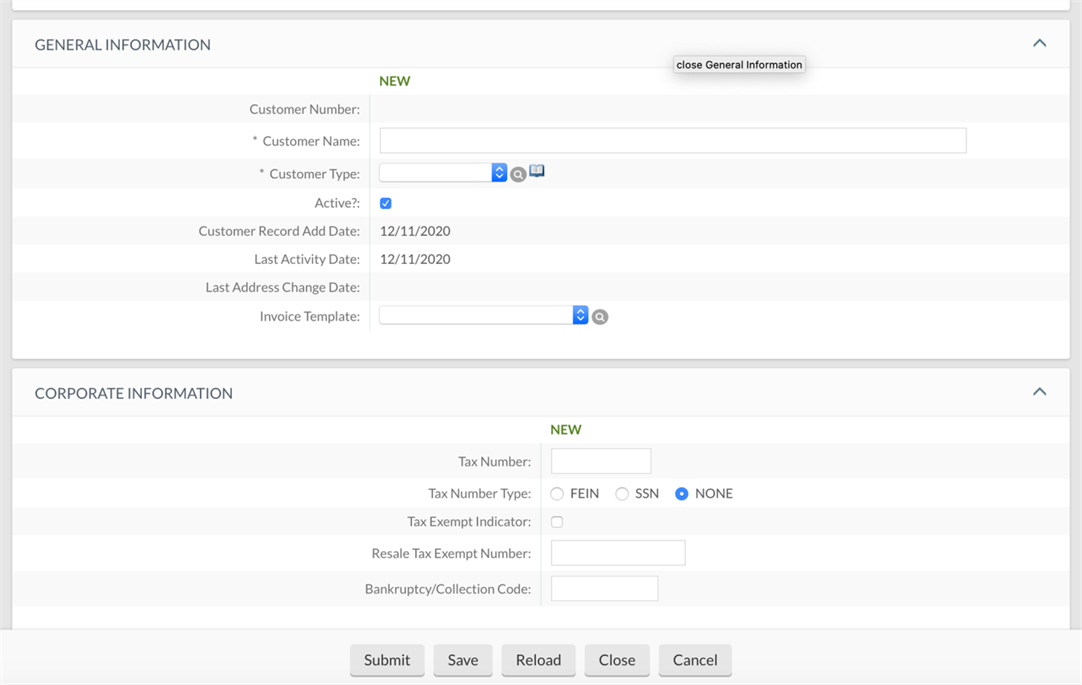 GENERAL INFORMATION
close General Information
NEW
Customer Number:
* Customer Name:
* Customer Type:
Active?:
Customer Record Add Date: 12/11/2020
Last Activity Date: 12/11/2020
Last Address Change Date:
Invoice Template:
CORPORATE INFORMATION
NEW
Tax Number:
Tax Number Type: FEIN SSN NONE
Tax Exempt Indicator:
Resale Tax Exempt Number:
Bankruptcy/Collection Code:
Submit Save Reload Close Cancel